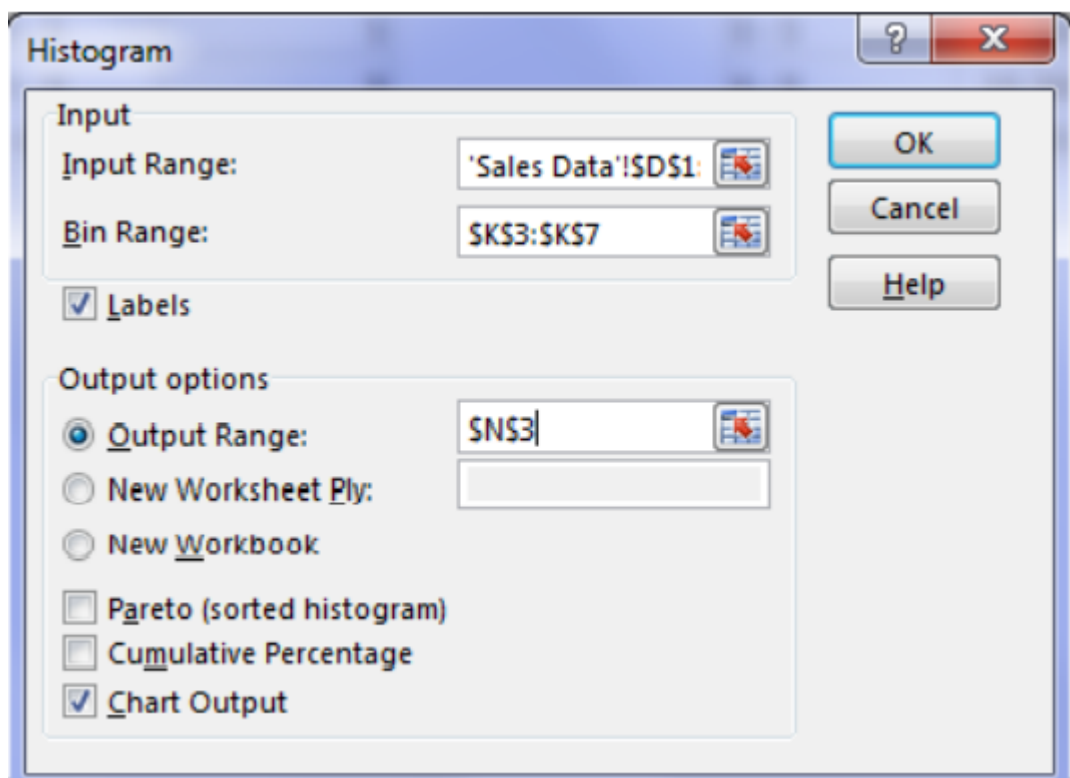 Histogram
Input
Input Range: 'Sales Data'!$D$1:
Bin Range: $K$3:$K$7
Labels
Output options
Output Range: $N$3
New Worksheet Ply:
New Workbook
Pareto (sorted histogram)
Cumulative Percentage
Chart Output
OK
Cancel
Help